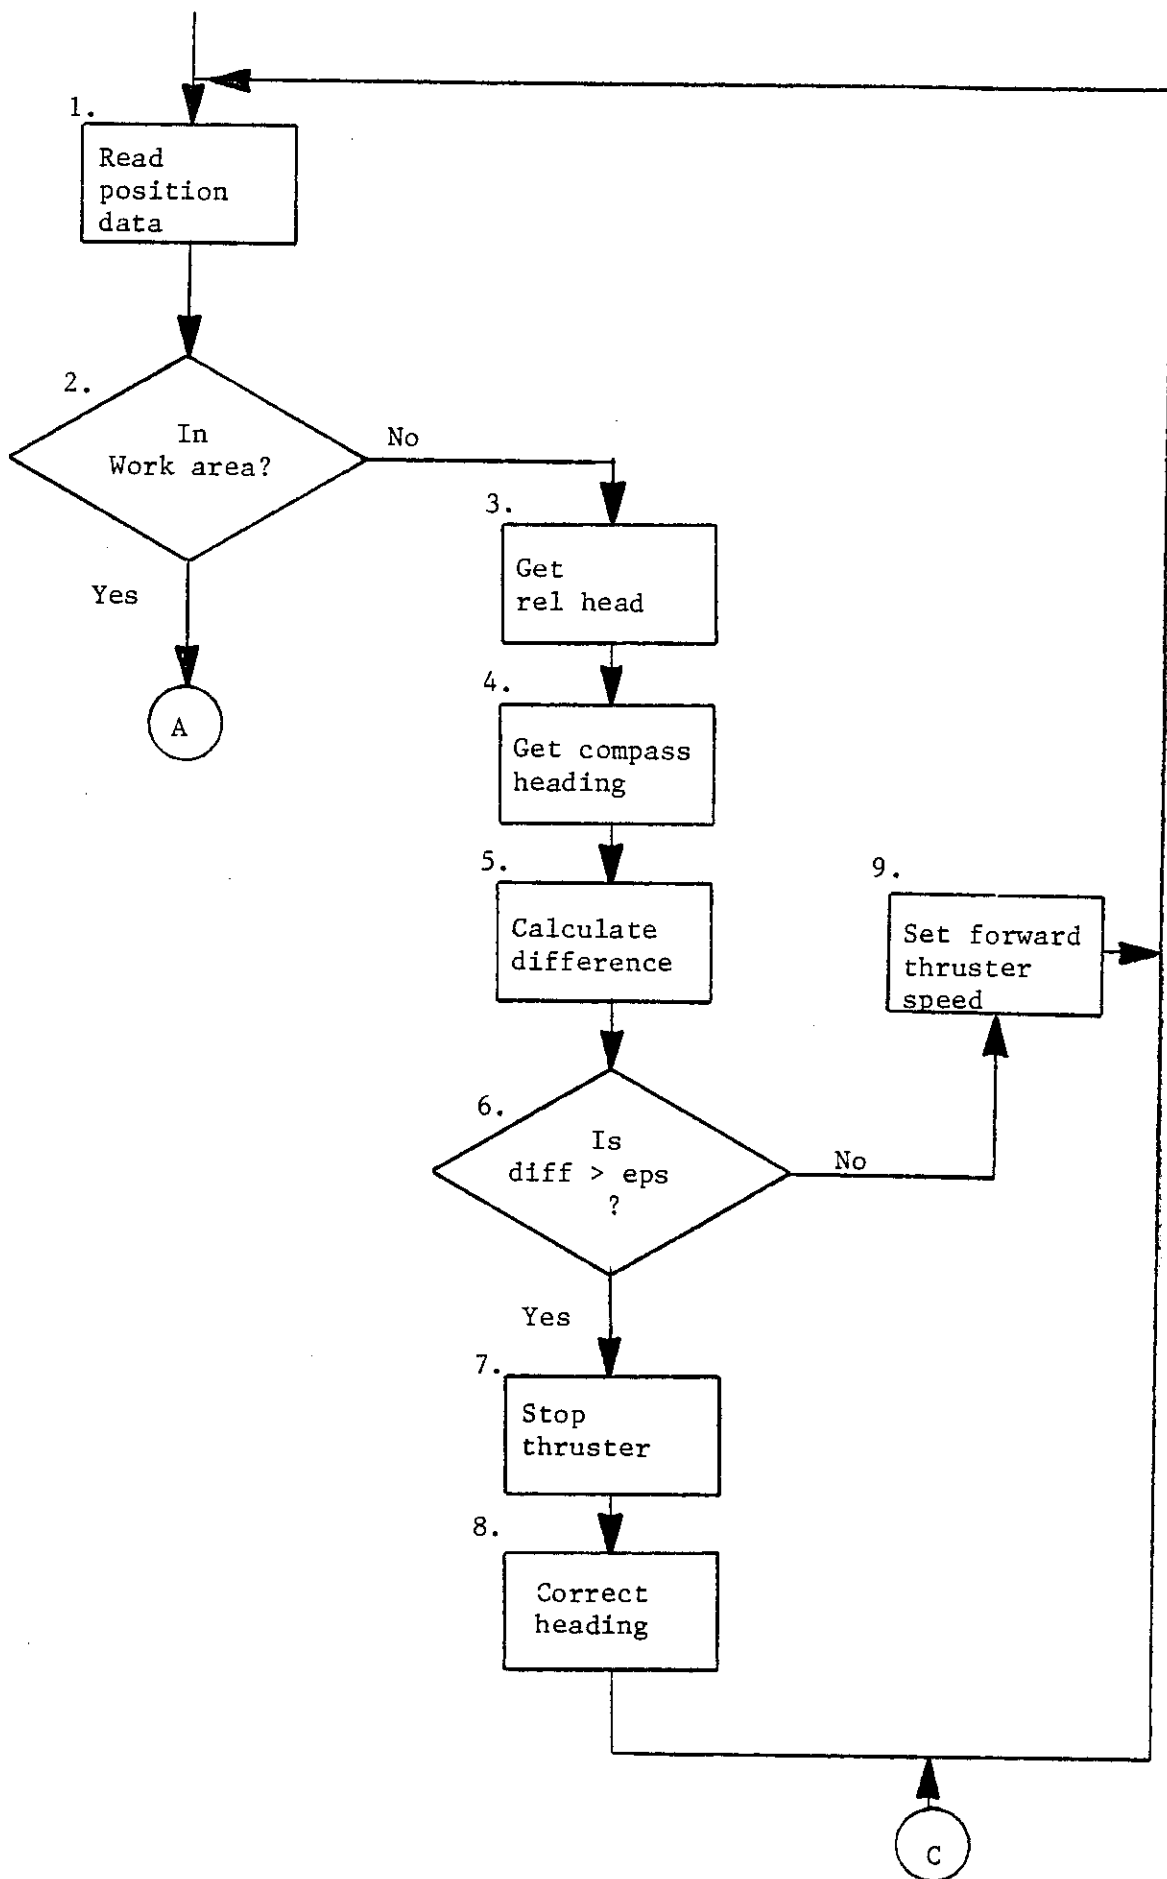 1.
Read
position
data
2.
In
Work area?
No
Yes
A
3.
Get
rel head
4.
Get compass
heading
5.
Calculate
difference
9.
Set forward
thruster
speed
6.
Is
diff > eps
?
No
Yes
7.
Stop
thruster
8.
Correct
heading
C